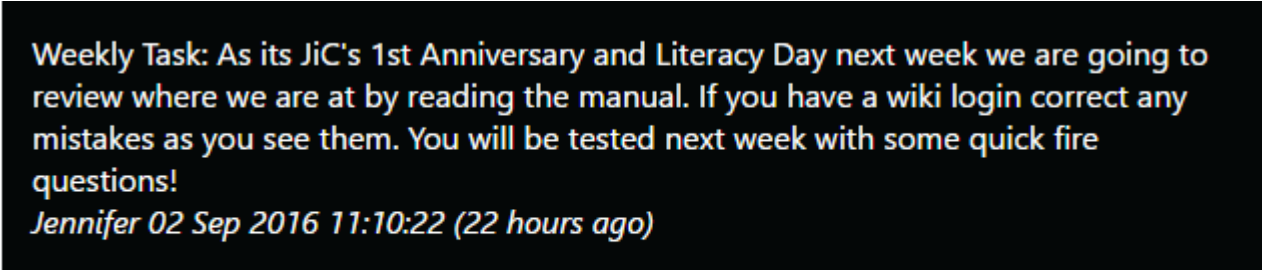 Weekly Task: As its JiC's 1st Anniversary and Literacy Day next week we are going to
review where we are at by reading the manual. If you have a wiki login correct any
mistakes as you see them. You will be tested next week with some quick fire
questions!
Jennifer 02 Sep 2016 11:10:22 (22 hours ago)